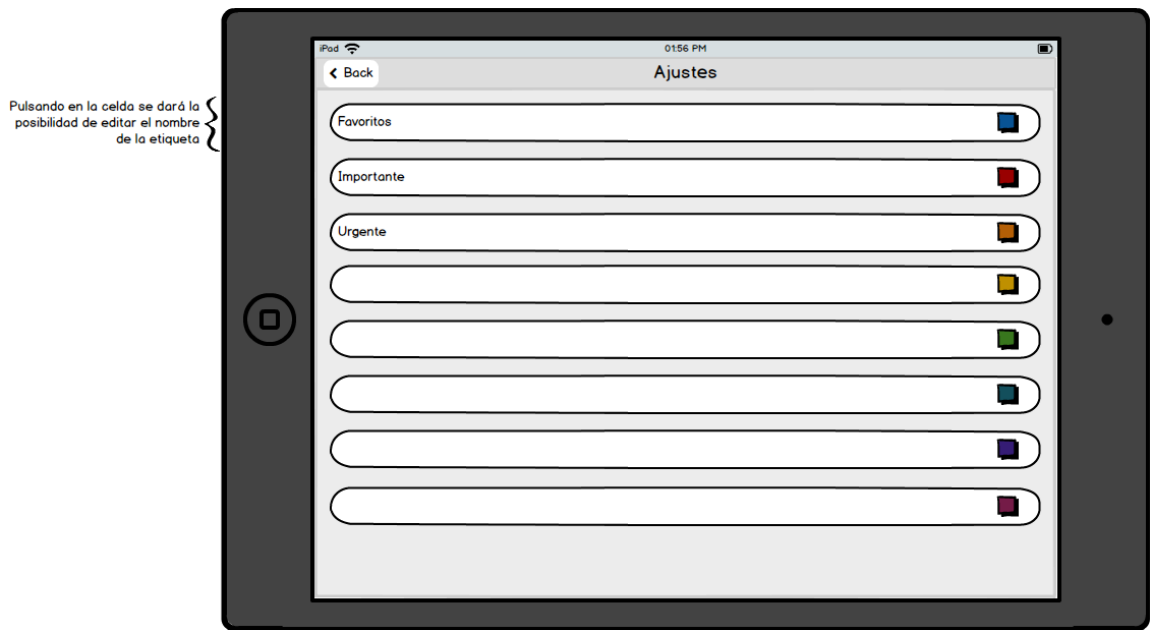 iPad
01:56 PM
Back
Ajustes
Pulsando en la celda se dará la
posibilidad de editar el nombre
de la etiqueta
Favoritos
Importante
Urgente